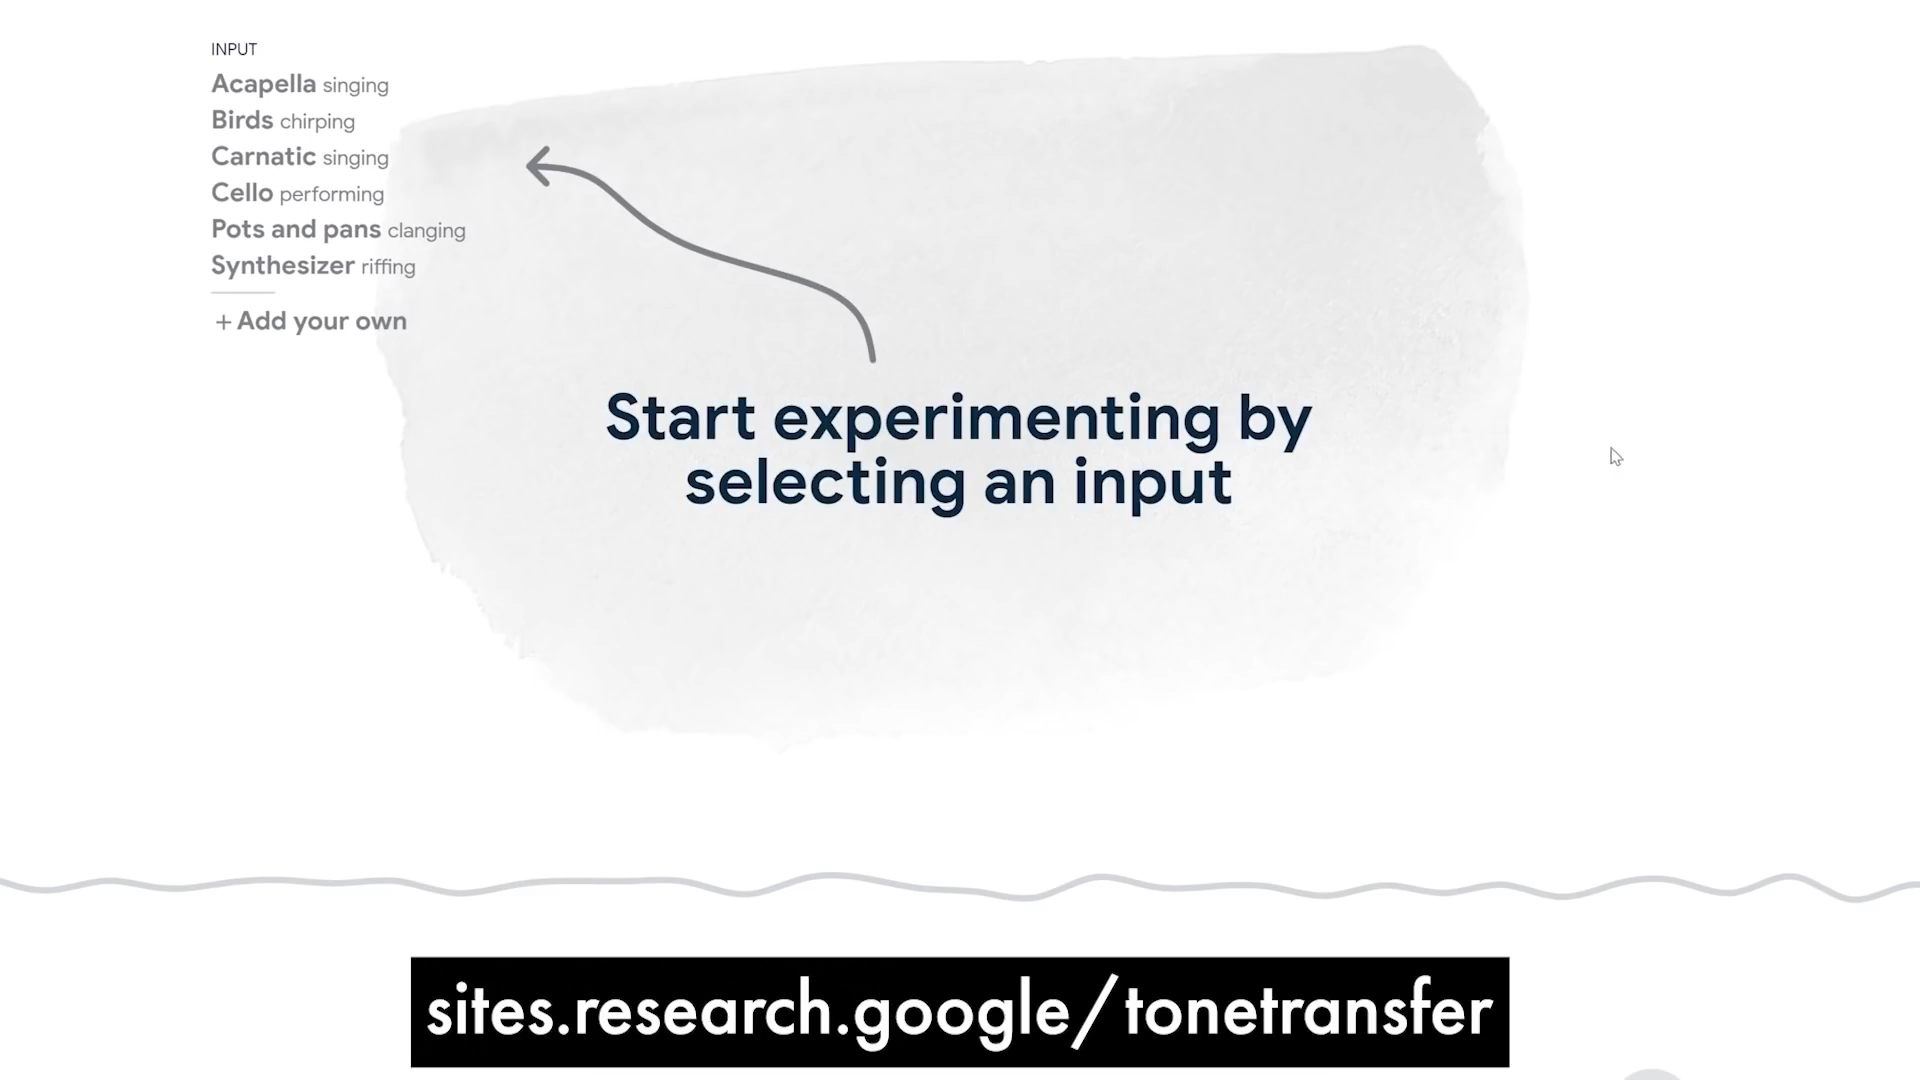 INPUT
Acapella singing
Birds chirping
Carnatic singing
Cello performing
Pots and pans clanging
Synthesizer riffing
+ Add your own
Start experimenting by
selecting an input
sites.research.google/tonetransfer